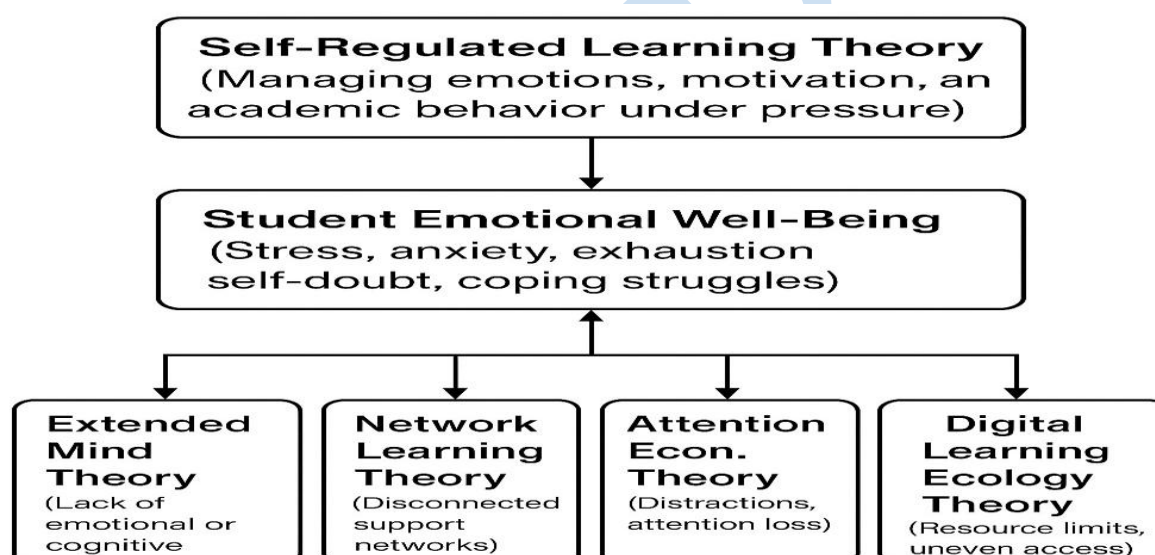 Self-Regulated Learning Theory
(Managing emotions, motivation, an
academic behavior under pressure)
Student Emotional Well-Being
(Stress, anxiety, exhaustion
self-doubt, coping struggles)
Extended
Mind
Theory
(Lack of
emotional or
cognitive
Network
Learning
Theory
(Disconnected
support
networks)
Attention
Econ.
Theory
(Distractions,
attention loss)
Digital
Learning
Ecology
Theory
(Resource limits,
uneven access)